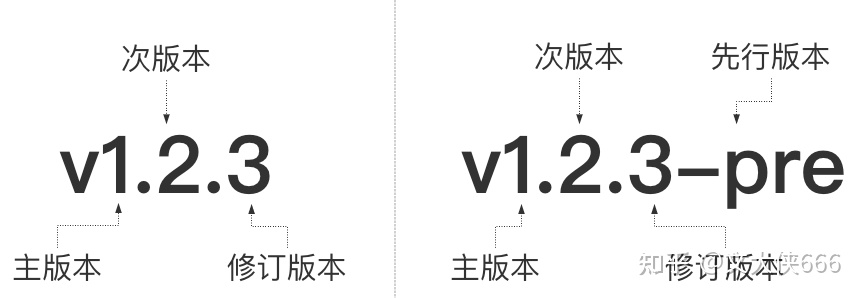 次版本
v1.2.3
主版本
修订版本
次版本
先行版本
v1.2.3-pre
主版本
修订版本
知乎 @大侠666